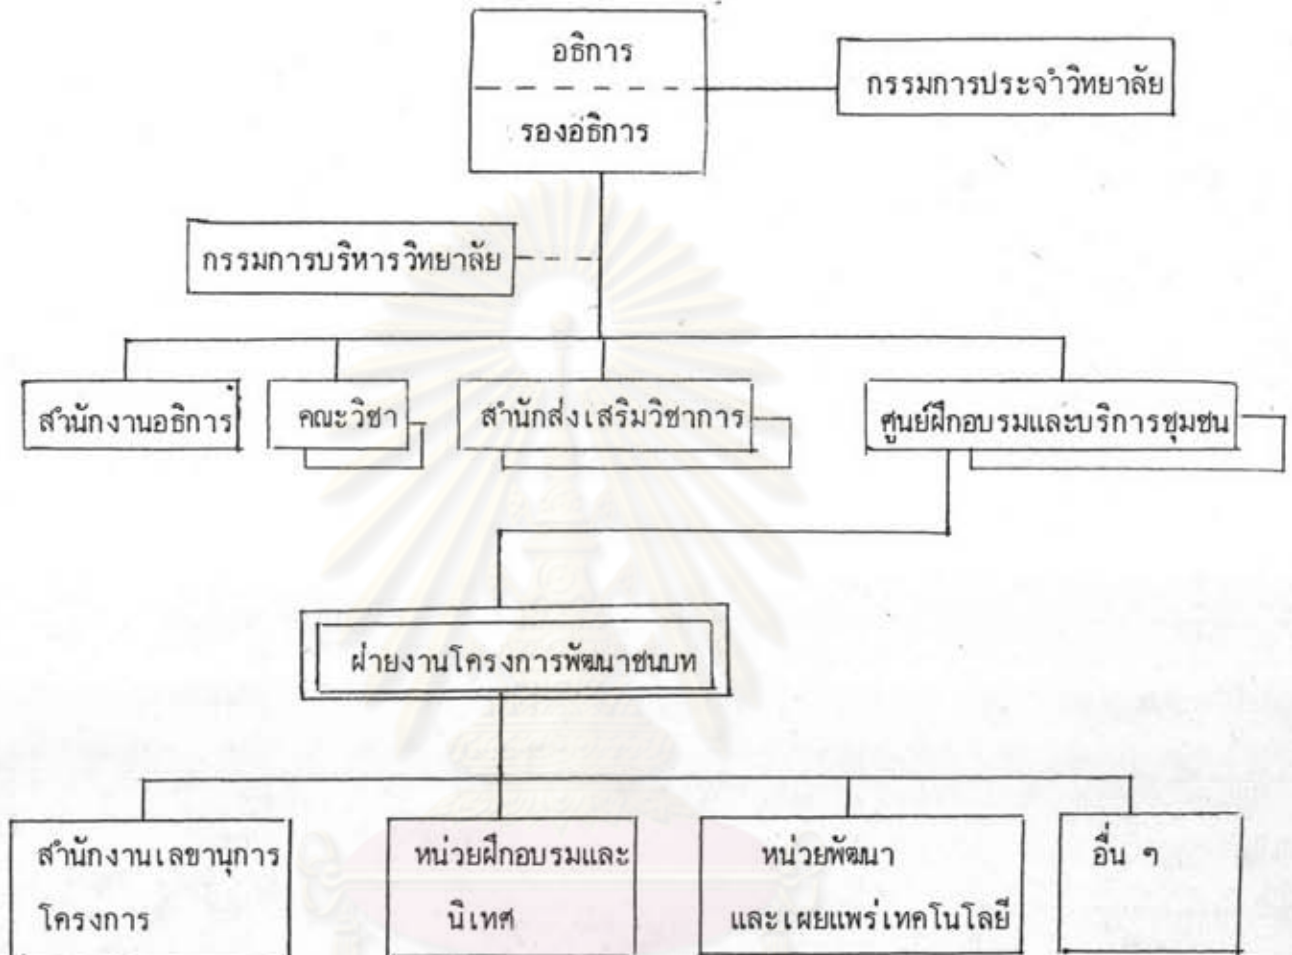 อธิการ
รองอธิการ
กรรมการประจำวิทยาลัย
กรรมการบริหารวิทยาลัย
สำนักงานอธิการ
คณะวิชา
สำนักส่งเสริมวิชาการ
ศูนย์ฝึกอบรมและบริการชุมชน
ฝ่ายงานโครงการพัฒนาชนบท
สำนักงานเลขานุการ
โครงการ
หน่วยฝึกอบรมและ
นิเทศ
หน่วยพัฒนา
และเผยแพร่เทคโนโลยี
อื่น ๆ